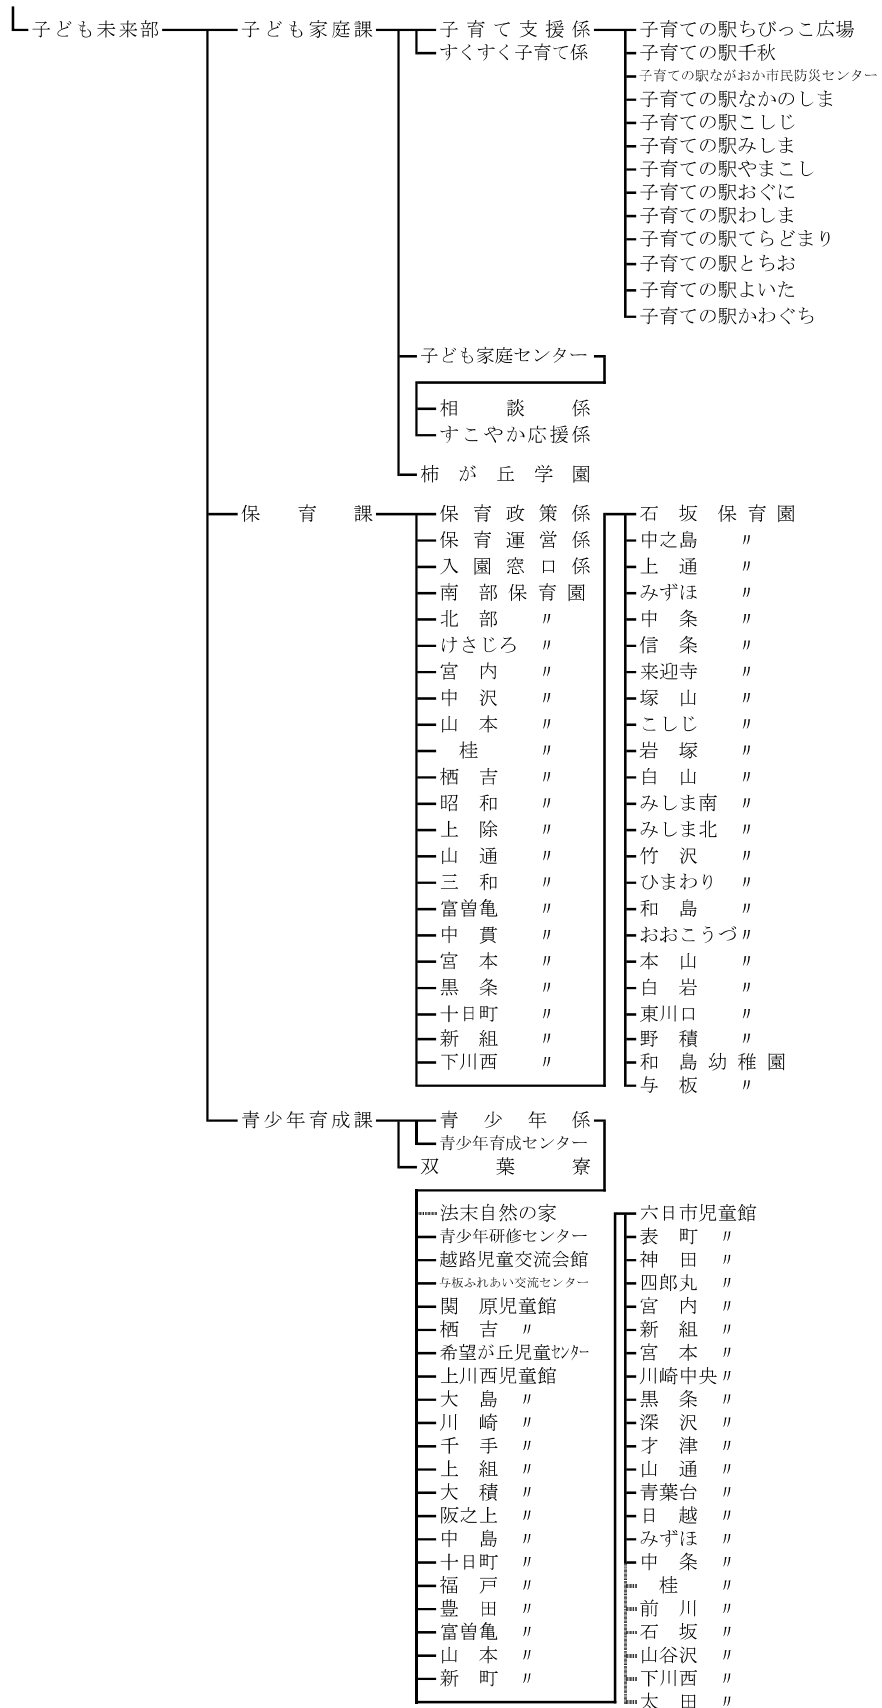 子ども未来部
子ども家庭課
子育て支援係
子育ての駅ちびっこ広場
子育ての駅千秋
子育ての駅ながおか市民防災センター
子育ての駅なかのしま
子育ての駅こしじ
子育ての駅みしま
子育ての駅やまこし
子育ての駅おぐに
子育ての駅わしま
子育ての駅てらどまり
子育ての駅とちお
子育ての駅よいた
子育ての駅かわぐち
すくすく子育て係
子ども家庭センター
相談係
すこやか応援係
柿が丘学園
保育課
保育政策係
保育運営係
入園窓口係
南部保育園
北部 〃
けさじろ 〃
宮内 〃
中沢 〃
山本 〃
桂 〃
栖吉 〃
昭和 〃
上除 〃
山通 〃
三和 〃
富曽亀 〃
中貫 〃
宮本 〃
黒条 〃
十日町 〃
新組 〃
下川西 〃
石坂保育園
中之島 〃
上通 〃
みずほ 〃
中条 〃
信条 〃
来迎寺 〃
塚山 〃
こしじ 〃
岩塚 〃
白山 〃
みしま南 〃
みしま北 〃
竹沢 〃
ひまわり 〃
和島 〃
おおこうづ 〃
本山 〃
白岩 〃
東川口 〃
野積 〃
和島幼稚園
与板 〃
青少年育成課
青少年係
青少年育成センター
双葉寮
法末自然の家
青少年研修センター
越路児童交流会館
与板ふれあい交流センター
関原児童館
栖吉 〃
希望が丘児童センター
上川西児童館
大島 〃
川崎 〃
千手 〃
上組 〃
大積 〃
阪之上 〃
中島 〃
十日町 〃
福戸 〃
豊田 〃
富曽亀 〃
山本 〃
新町 〃
六日市児童館
表町 〃
神田 〃
四郎丸 〃
宮内 〃
新組 〃
宮本 〃
川崎中央 〃
黒条 〃
深沢 〃
才津 〃
山通 〃
青葉台 〃
日越 〃
みずほ 〃
中条 〃
桂 〃
前川 〃
石坂 〃
山谷沢 〃
下川西 〃
太田 〃